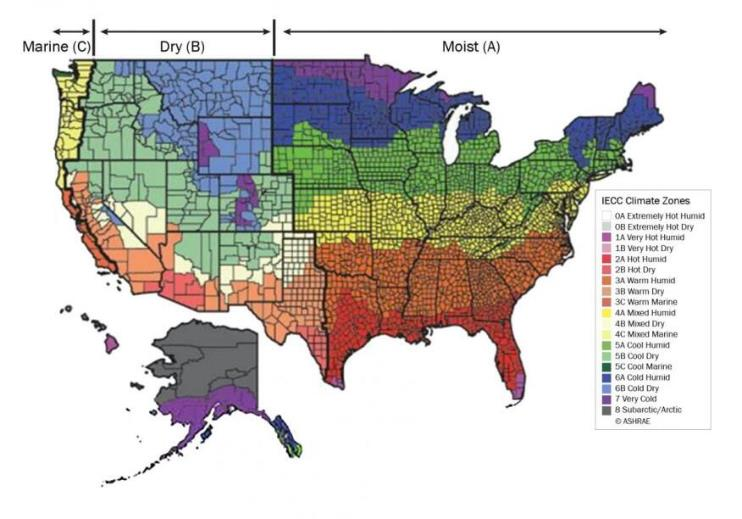 Marine (C)
Dry (B)
Moist (A)
IECC Climate Zones
0A Extremely Hot Humid
0B Extremely Hot Dry
1A Very Hot Humid
1B Very Hot Dry
2A Hot Humid
2B Hot Dry
3A Warm Humid
3B Warm Dry
3C Warm Marine
4A Mixed Humid
4B Mixed Dry
4C Mixed Marine
5A Cool Humid
5B Cool Dry
5C Cool Marine
6A Cold Humid
6B Cold Dry
7 Very Cold
8 Subarctic/Arctic
© ASHRAE